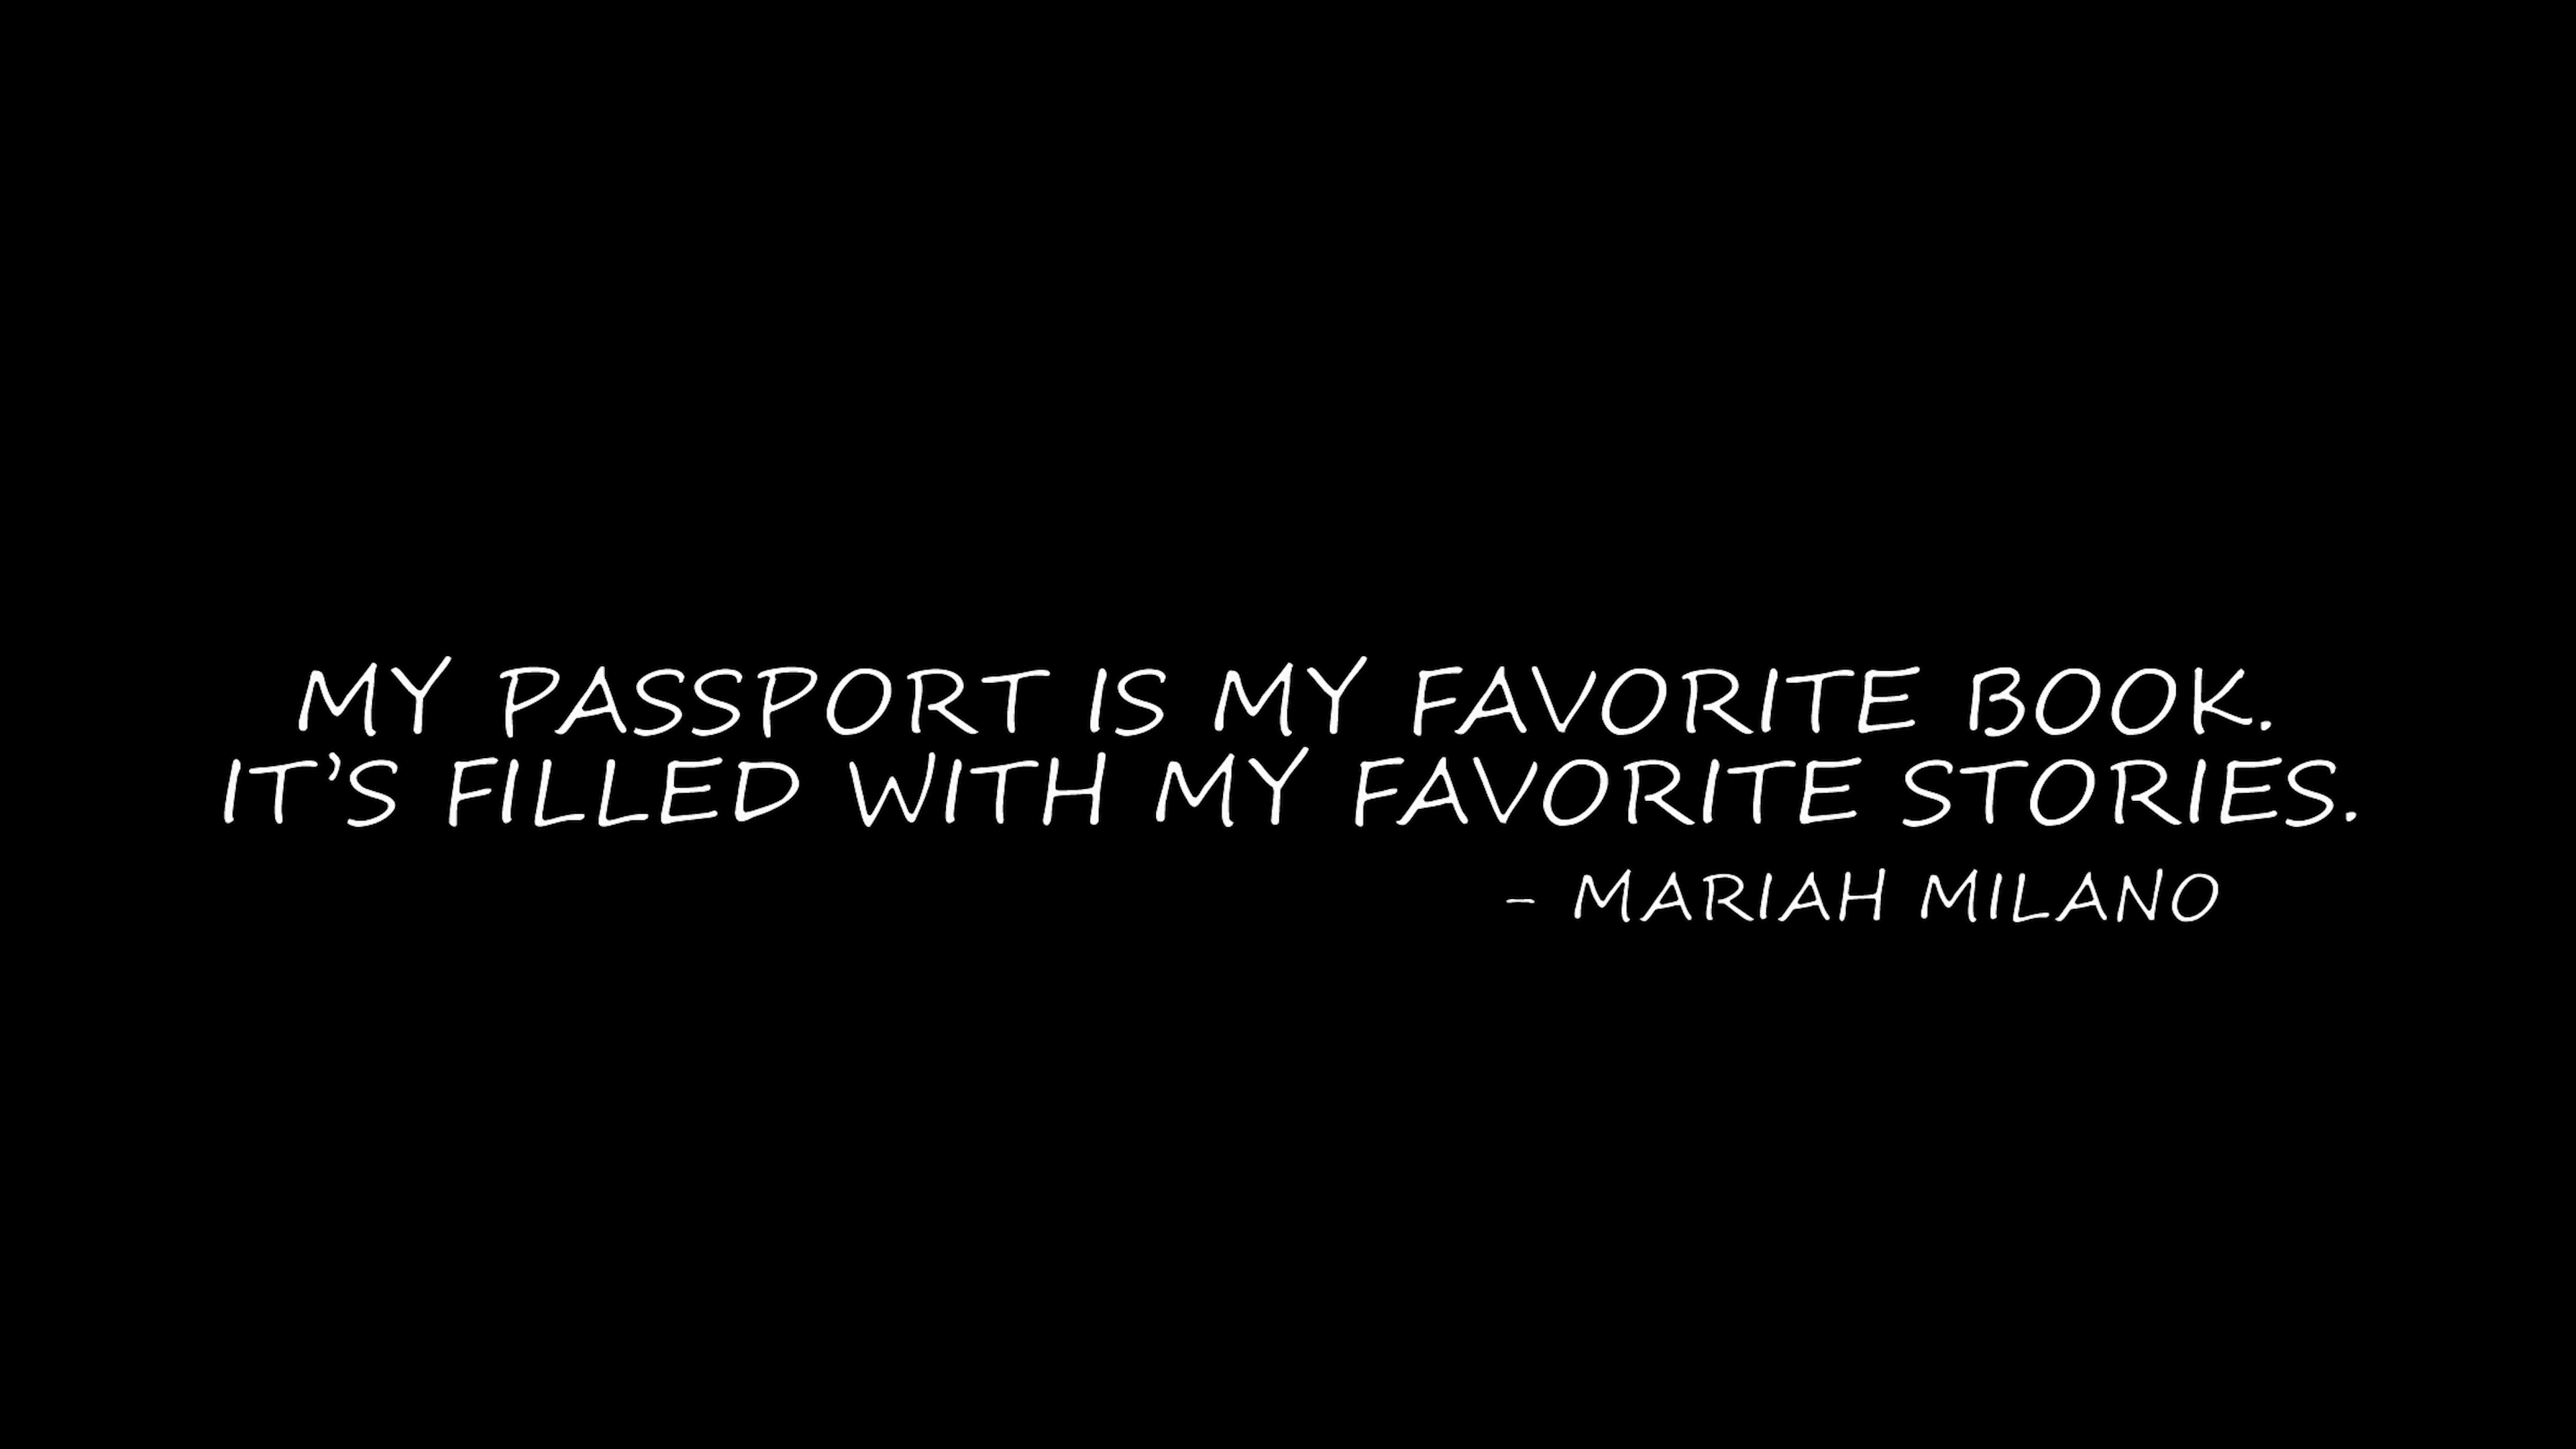 MY PASSPORT IS MY FAVORITE BOOK.
IT’S FILLED WITH MY FAVORITE STORIES.
- MARIAH MILANO